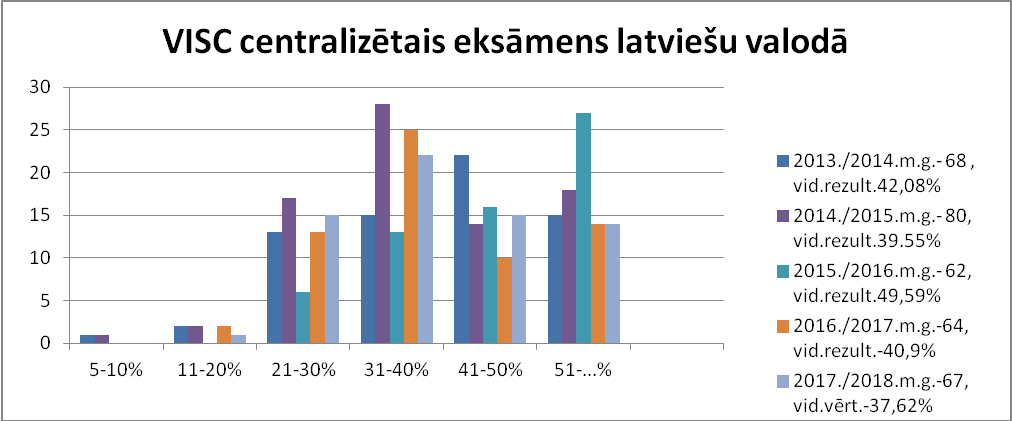 VISC centralizētais eksāmens latviešu valodā
30
25
20
15
10
5
0
5-10%
11-20%
21-30%
31-40%
41-50%
51-...%
2013./2014.m.g.- 68 ,
vid.rezult.42,08%
2014./2015.m.g.- 80,
vid.rezult.39.55%
2015./2016.m.g.- 62,
vid.rezult.49,59%
2016./2017.m.g.-64,
vid.rezult.-40,9%
2017./2018.m.g.-67,
vid.vērt.-37,62%